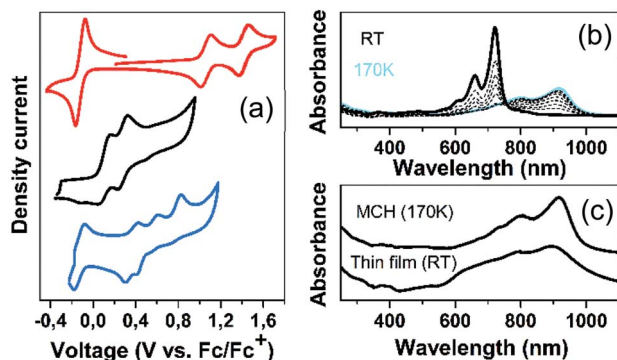 Density current
(a)
-0,4 0,0 0,4 0,8 1,2 1,6
Voltage (V vs. Fc/Fc+)
Absorbance
RT
170K
(b)
400 600 800 1000
Wavelength (nm)
Absorbance
(c)
MCH (170K)
Thin film (RT)
400 600 800 1000
Wavelength (nm)